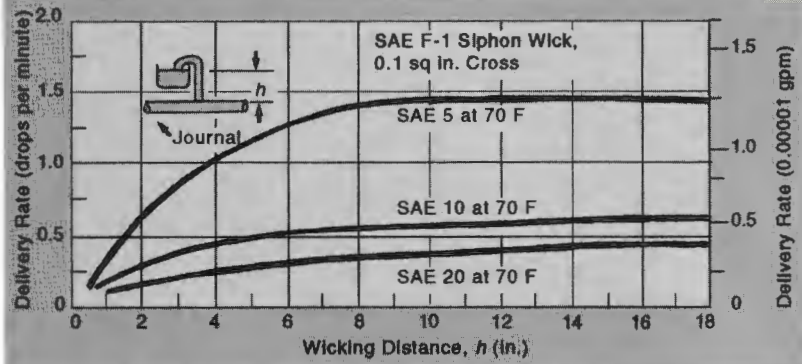 2.0
1.5
1.0
0.5
0
Delivery Rate (drops per minute)
SAE F-1 Siphon Wick,
0.1 sq in. Cross
h
Journal
SAE 5 at 70 F
SAE 10 at 70 F
SAE 20 at 70 F
1.5
1.0
0.5
0
Delivery Rate (0.00001 gpm)
0 2 4 6 8 10 12 14 16 18
Wicking Distance, h (in.)